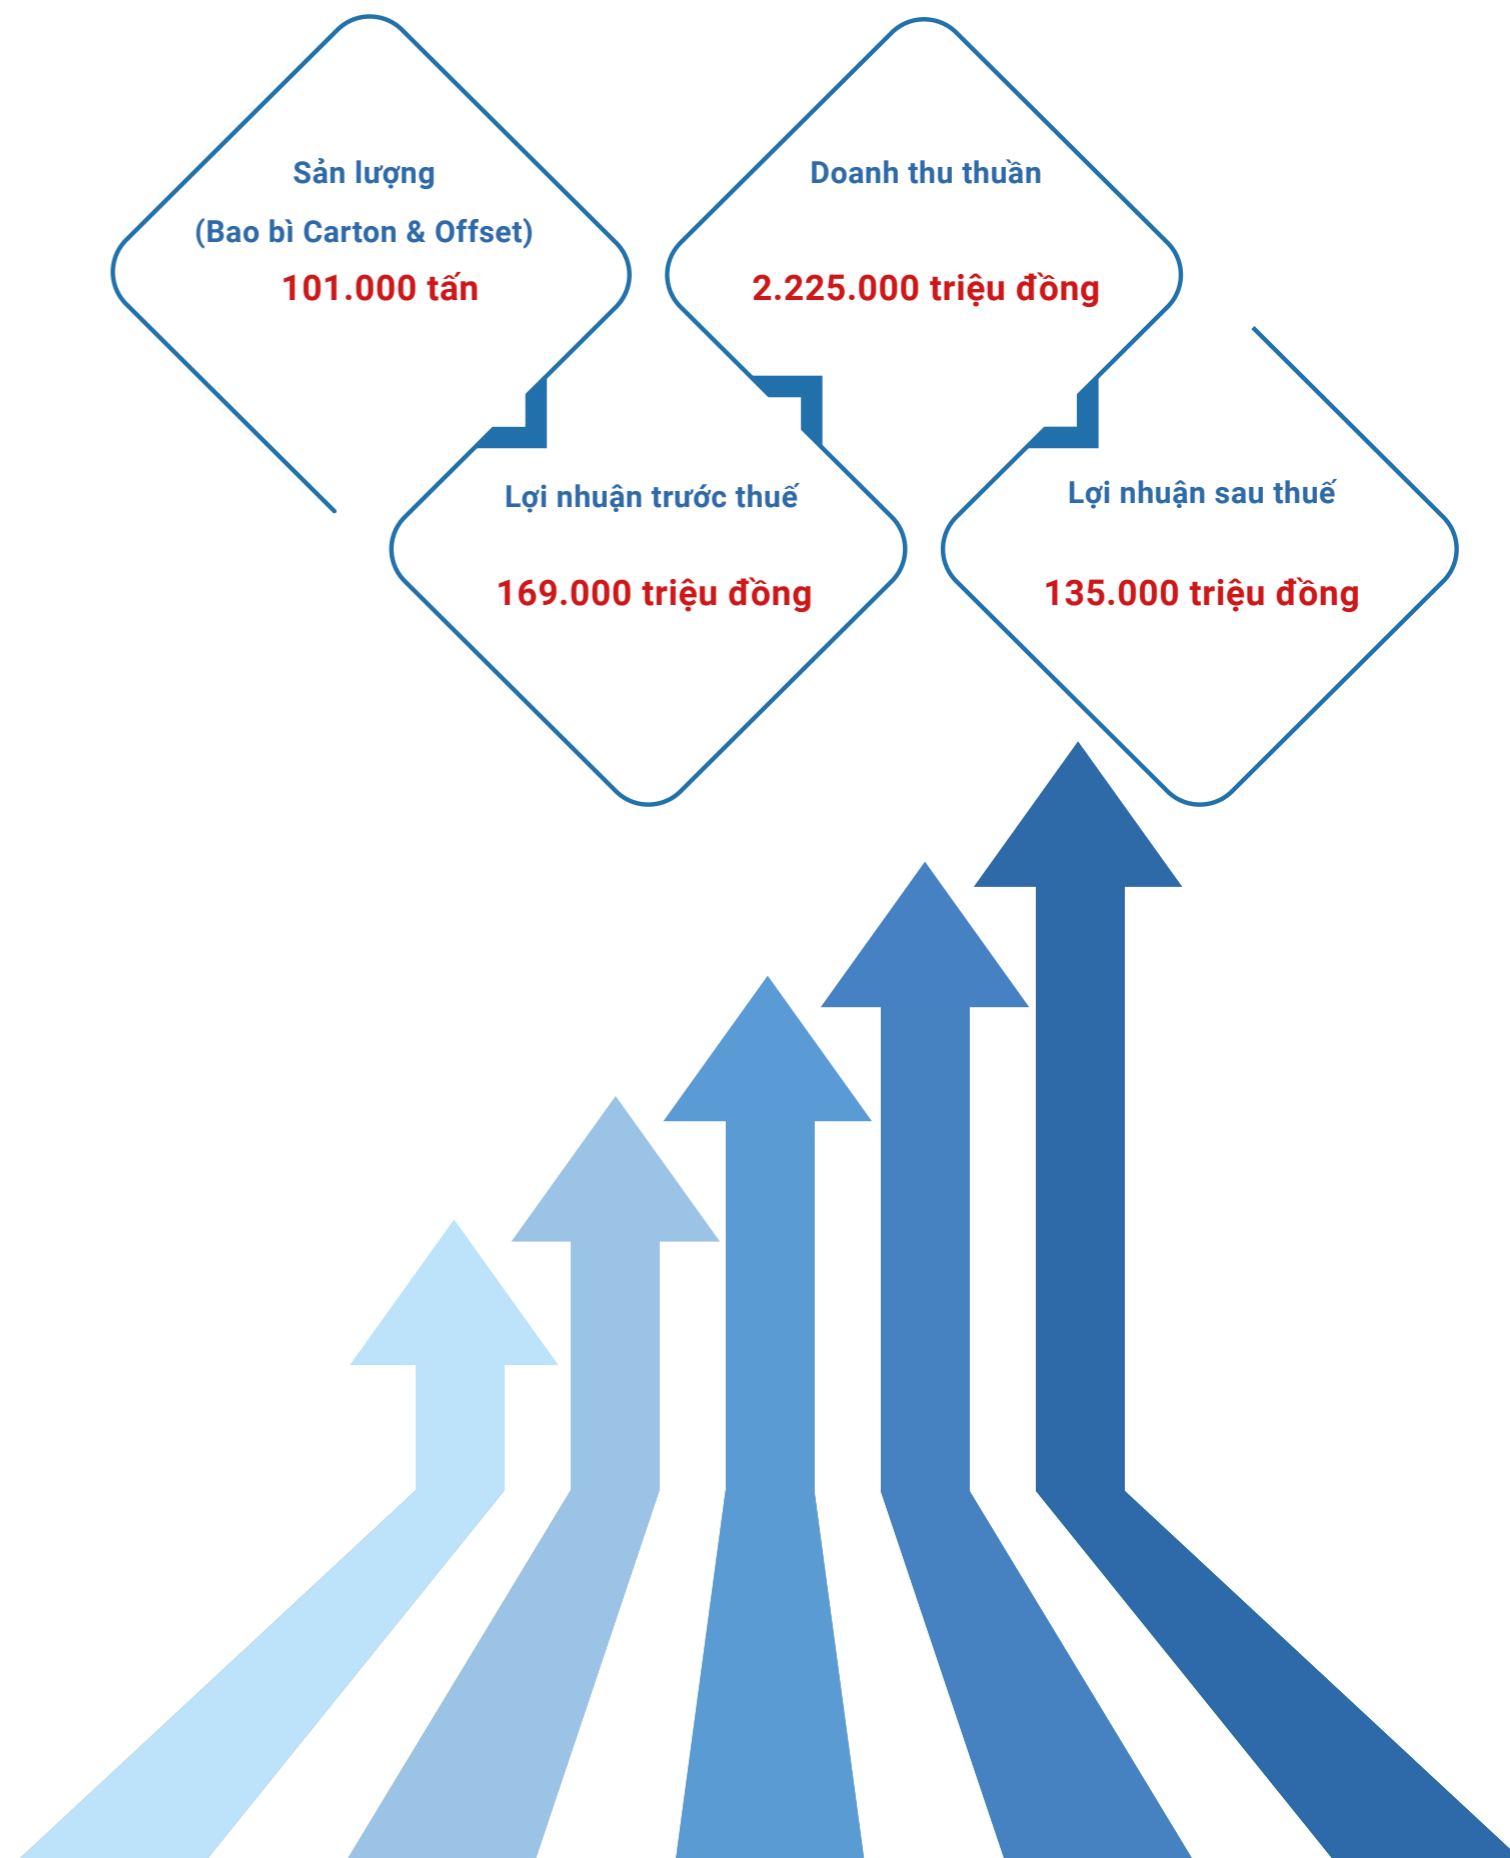 Sản lượng
(Bao bì Carton & Offset)
101.000 tấn
Doanh thu thuần
2.225.000 triệu đồng
Lợi nhuận trước thuế
169.000 triệu đồng
Lợi nhuận sau thuế
135.000 triệu đồng